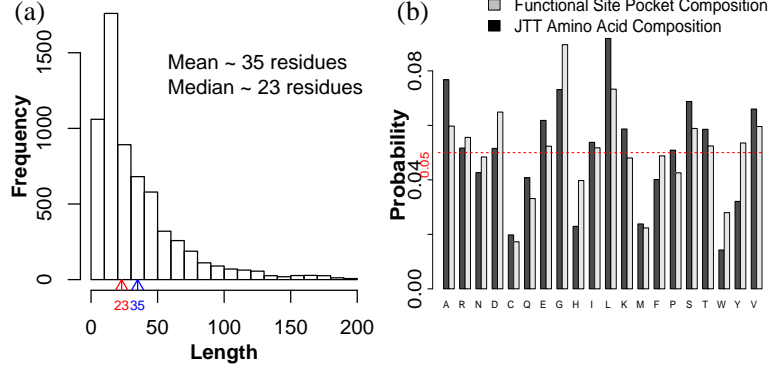 (a)
Mean ~ 35 residues
Median ~ 23 residues
Frequency
0 500 1000 1500
23 35
0 50 100 150 200
Length
(b)
Functional Site Pocket Composition
JTT Amino Acid Composition
Probability
0.00 0.04 0.08
0.05
A R N D C Q E G H I L K M F P S T W Y V